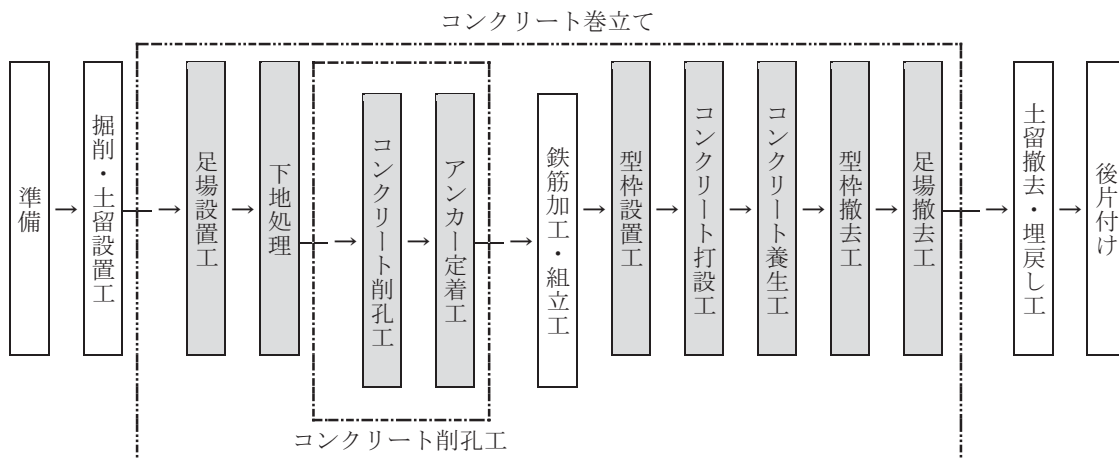 コンクリート巻立て
準備
→
掘削・土留設置工
→
足場設置工
→
下地処理
→
コンクリート削孔工
→
アンカー定着工
→
鉄筋加工・組立工
→
型枠設置工
→
コンクリート打設工
→
コンクリート養生工
→
型枠撤去工
→
足場撤去工
→
土留撤去・埋戻し工
→
後片付け
コンクリート削孔工